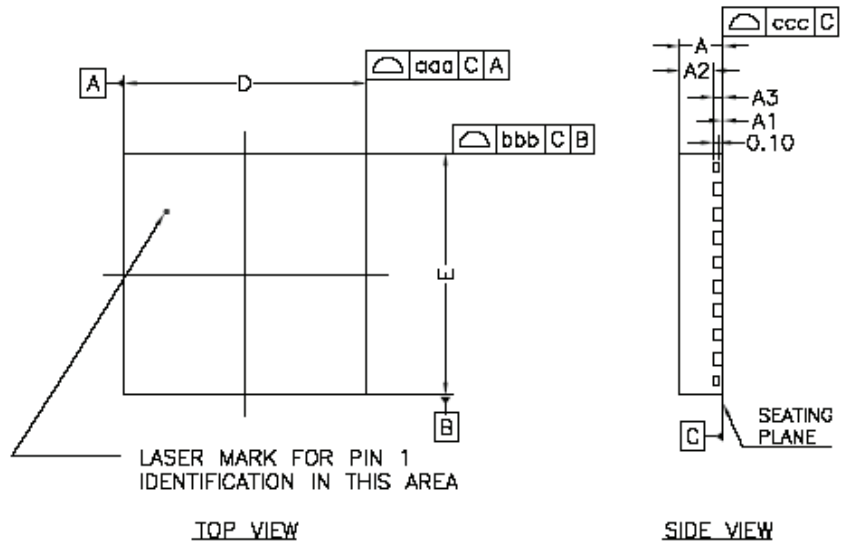 ccc C
A
A2
A3
A1
0.10
A
D
aaa C A
bbb C B
E
B
C
SEATING
PLANE
LASER MARK FOR PIN 1
IDENTIFICATION IN THIS AREA
TOP VIEW
SIDE VIEW